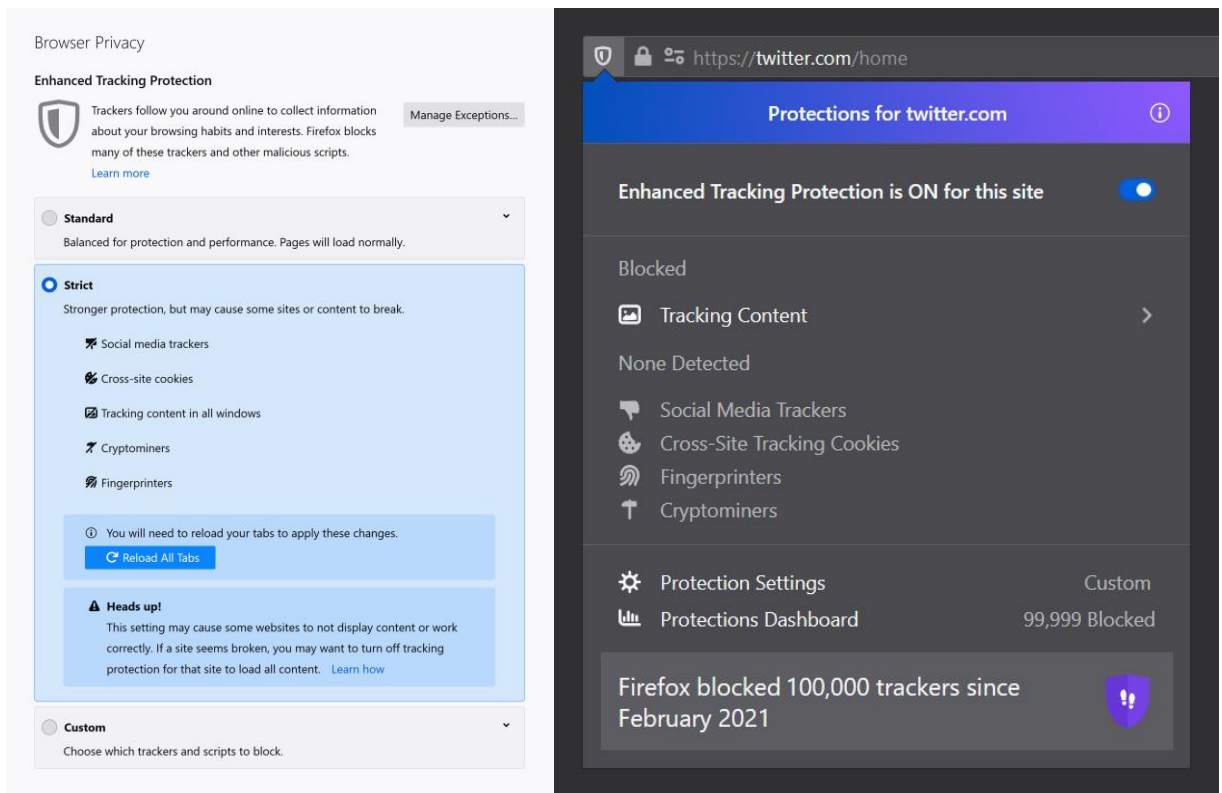 Browser Privacy
Enhanced Tracking Protection
Trackers follow you around online to collect information
about your browsing habits and interests. Firefox blocks
many of these trackers and other malicious scripts.
Learn more
Manage Exceptions...
Standard
Balanced for protection and performance. Pages will load normally.
Strict
Stronger protection, but may cause some sites or content to break.
Social media trackers
Cross-site cookies
Tracking content in all windows
Cryptominers
Fingerprinters
You will need to reload your tabs to apply these changes.
Reload All Tabs
Heads up!
This setting may cause some websites to not display content or work
correctly. If a site seems broken, you may want to turn off tracking
protection for that site to load all content. Learn how
Custom
Choose which trackers and scripts to block.
https://twitter.com/home
Protections for twitter.com
Enhanced Tracking Protection is ON for this site
Blocked
Tracking Content
None Detected
Social Media Trackers
Cross-Site Tracking Cookies
Fingerprinters
Cryptominers
Protection Settings Custom
Protections Dashboard 99,999 Blocked
Firefox blocked 100,000 trackers since
February 2021